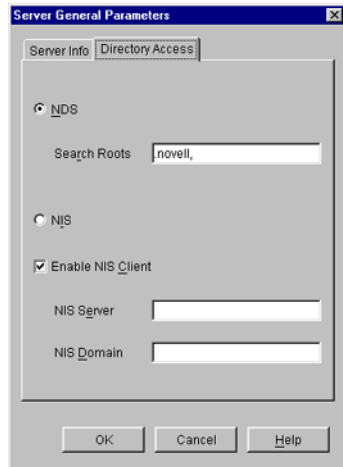 Server General Parameters
Server Info Directory Access
NDS
Search Roots .novell,
NIS
Enable NIS Client
NIS Server
NIS Domain
OK Cancel Help